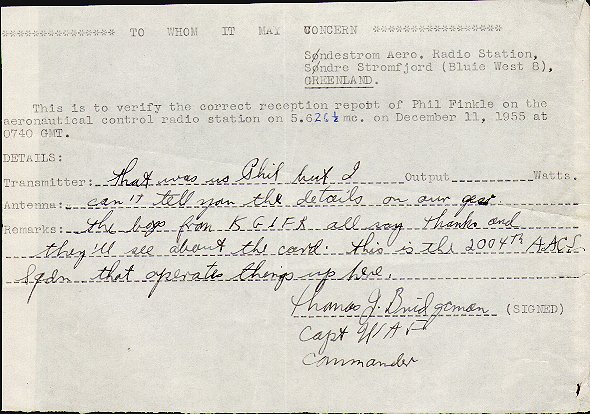 ************** TO WHOM IT MAY CONCERN ****************
Søndestrom Aero. Radio Station,
Søndre Stromfjord (Bluie West 8),
GREENLAND.
This is to verify the correct reception report of Phil Finkle on the
aeronautical control radio station on 5.626½ mc. on December 11, 1955 at
0740 GMT.
DETAILS:
Transmitter: that was us Phil but I Output Watts.
Antenna: can't tell you the details on our gear
Remarks: the boys from KGIFR all say thanks and
they'll see about the card. This is the 2004th AACS
Sqdn that operates things up here.
Thomas J. Bridgeman (SIGNED)
Capt USAF
Commander